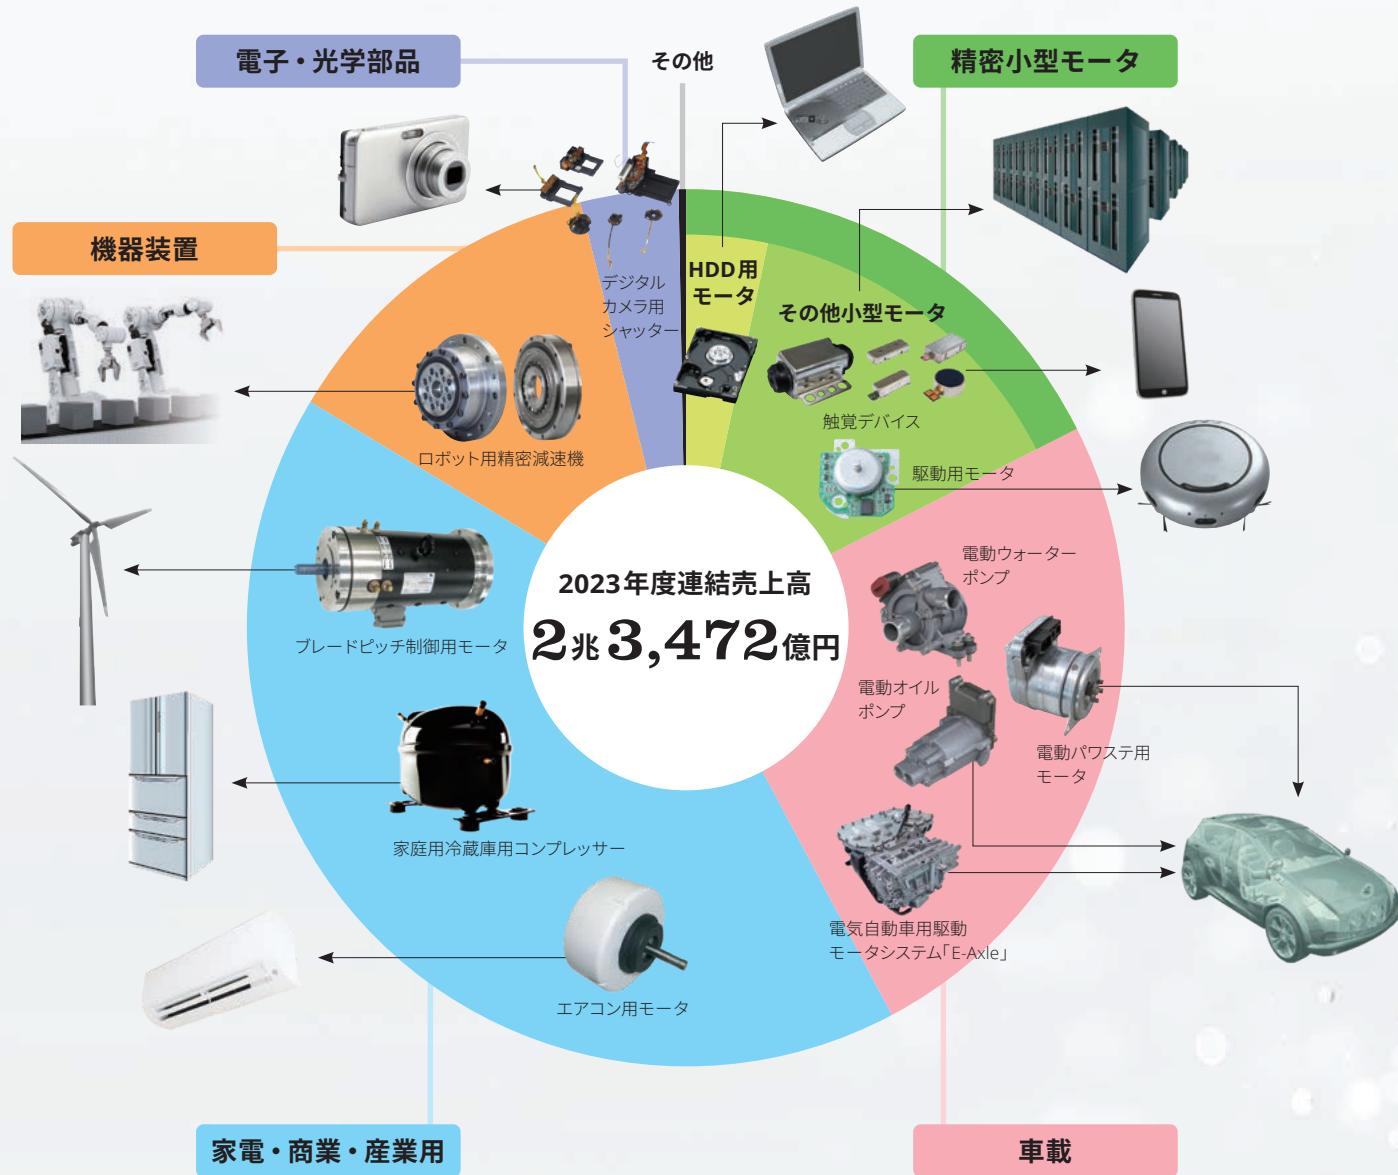 電子・光学部品
その他
精密小型モータ
機器装置
デジタル
カメラ用
シャッター
HDD用
モータ
その他小型モータ
触覚デバイス
ロボット用精密減速機
駆動用モータ
電動ウォーター
ポンプ
2023年度連結売上高
2兆3,472億円
ブレードピッチ制御用モータ
電動オイル
ポンプ
電動パワステ用
モータ
家庭用冷蔵庫用コンプレッサー
電気自動車用駆動
モータシステム「E-Axle」
エアコン用モータ
家電・商業・産業用
車載